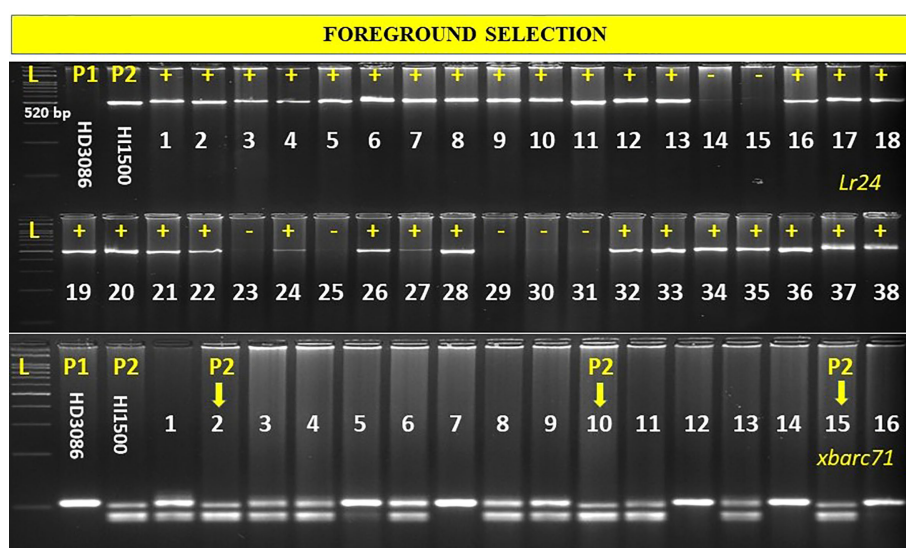 FOREGROUND SELECTION
L P1 P2 + + + + + + + + + + + + + - - + + +
520 bp
HD3086 HI1500 1 2 3 4 5 6 7 8 9 10 11 12 13 14 15 16 17 18
Lr24
L + + + + - + - + + + - - - + + + + + + +
19 20 21 22 23 24 25 26 27 28 29 30 31 32 33 34 35 36 37 38
L P1 P2 P2 P2 P2
HD3086 HI1500 1 2 3 4 5 6 7 8 9 10 11 12 13 14 15 16
xbarc71